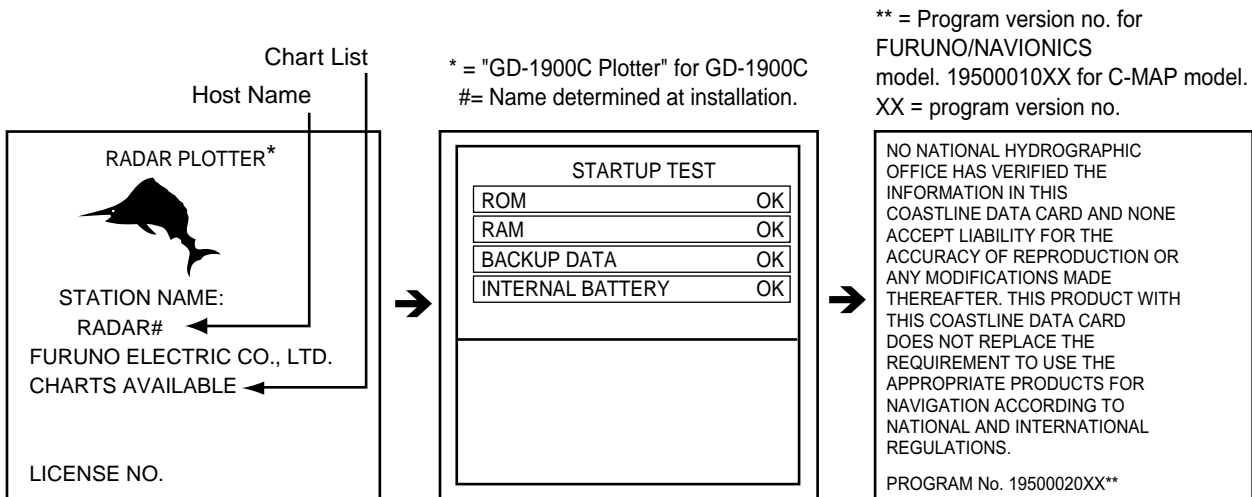 Chart List
Host Name
* = "GD-1900C Plotter" for GD-1900C
#= Name determined at installation.
** = Program version no. for
FURUNO/NAVIONICS
model. 19500010XX for C-MAP model.
XX = program version no.
RADAR PLOTTER*
STATION NAME:
RADAR#
FURUNO ELECTRIC CO., LTD.
CHARTS AVAILABLE
LICENSE NO.
STARTUP TEST
ROM OK
RAM OK
BACKUP DATA OK
INTERNAL BATTERY OK
NO NATIONAL HYDROGRAPHIC
OFFICE HAS VERIFIED THE
INFORMATION IN THIS
COASTLINE DATA CARD AND NONE
ACCEPT LIABILITY FOR THE
ACCURACY OF REPRODUCTION OR
ANY MODIFICATIONS MADE
THEREAFTER. THIS PRODUCT WITH
THIS COASTLINE DATA CARD
DOES NOT REPLACE THE
REQUIREMENT TO USE THE
APPROPRIATE PRODUCTS FOR
NAVIGATION ACCORDING TO
NATIONAL AND INTERNATIONAL
REGULATIONS.
PROGRAM No. 19500020XX**